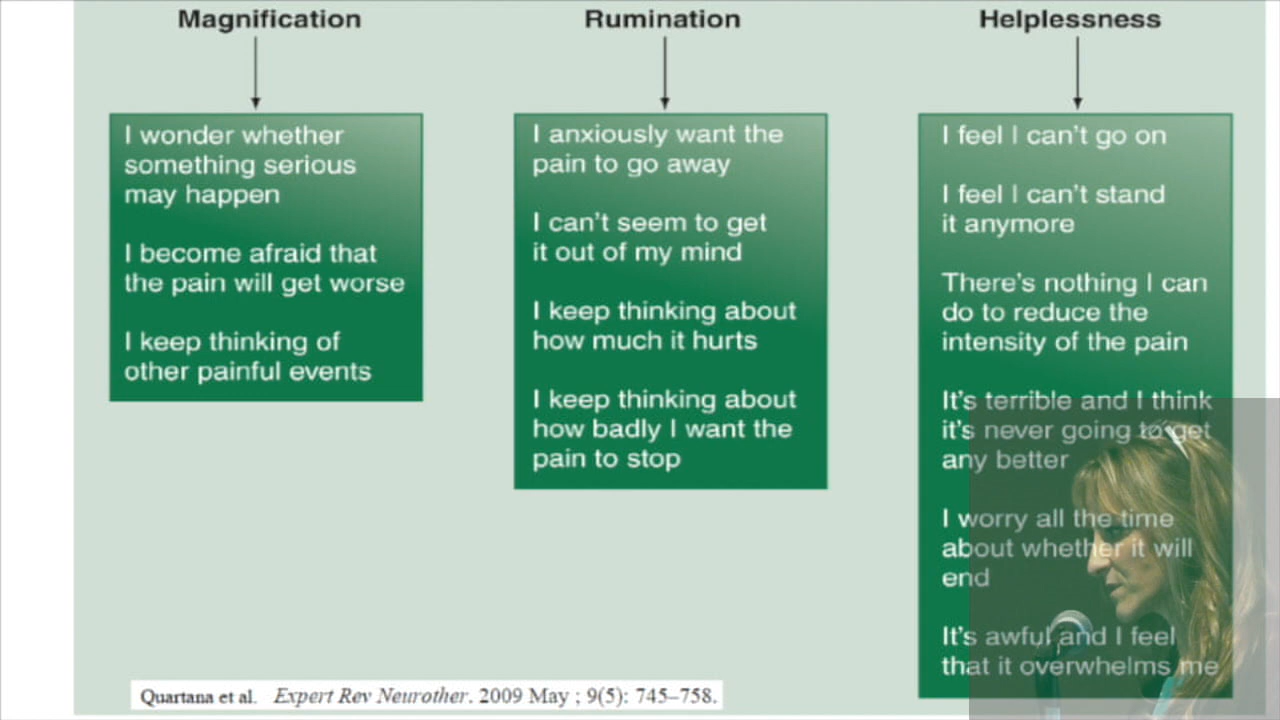 Magnification
Rumination
Helplessness
I wonder whether
something serious
may happen
I become afraid that
the pain will get worse
I keep thinking of
other painful events
I anxiously want the
pain to go away
I can't seem to get
it out of my mind
I keep thinking about
how much it hurts
I keep thinking about
how badly I want the
pain to stop
I feel I can't go on
I feel I can't stand
it anymore
There's nothing I can
do to reduce the
intensity of the pain
It's terrible and I think
it's never going to get
any better
I worry all the time
about whether it will
end
It's awful and I feel
that it overwhelms me
Quartana et al. Expert Rev Neurother. 2009 May ; 9(5): 745–758.